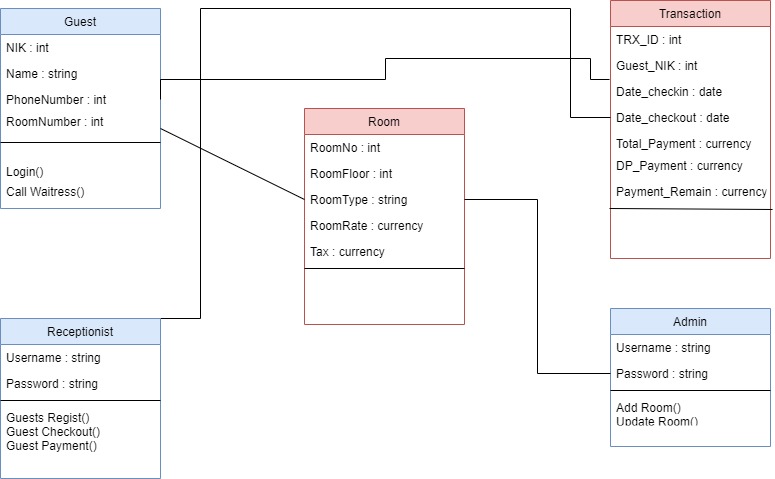 Guest
NIK : int
Name : string
PhoneNumber : int
RoomNumber : int
Login()
Call Waitress()
Transaction
TRX_ID : int
Guest_NIK : int
Date_checkin : date
Date_checkout : date
Total_Payment : currency
DP_Payment : currency
Payment_Remain : currency
Room
RoomNo : int
RoomFloor : int
RoomType : string
RoomRate : currency
Tax : currency
Receptionist
Username : string
Password : string
Guests Regist()
Guest Checkout()
Guest Payment()
Admin
Username : string
Password : string
Add Room()
Update Room()